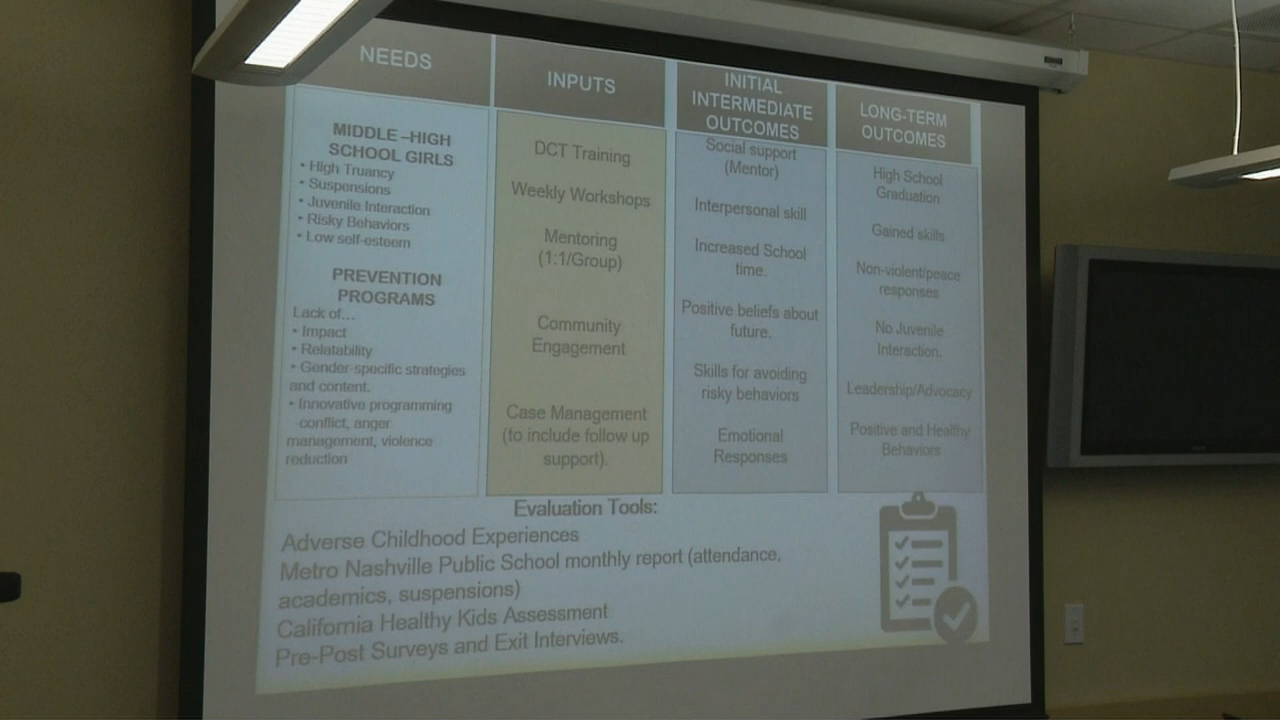 NEEDS
MIDDLE –HIGH
SCHOOL GIRLS
• High Truancy
• Suspensions
• Juvenile Interaction
• Risky Behaviors
• Low self-esteem
PREVENTION
PROGRAMS
Lack of...
• Impact
• Relatability
• Gender-specific strategies
and content.
• Innovative programming
-conflict, anger
management, violence
reduction
INPUTS
DCT Training
Weekly Workshops
Mentoring
(1:1/Group)
Community
Engagement
Case Management
(to include follow up
support).
INITIAL
INTERMEDIATE
OUTCOMES
Social support
(Mentor)
Interpersonal skill
Increased School
time.
Positive beliefs about
future.
Skills for avoiding
risky behaviors
Emotional
Responses
LONG-TERM
OUTCOMES
High School
Graduation
Gained skills
Non-violent/peace
responses
No Juvenile
Interaction.
Leadership/Advocacy
Positive and Healthy
Behaviors
Evaluation Tools:
Adverse Childhood Experiences
Metro Nashville Public School monthly report (attendance,
academics, suspensions)
California Healthy Kids Assessment
Pre-Post Surveys and Exit Interviews.